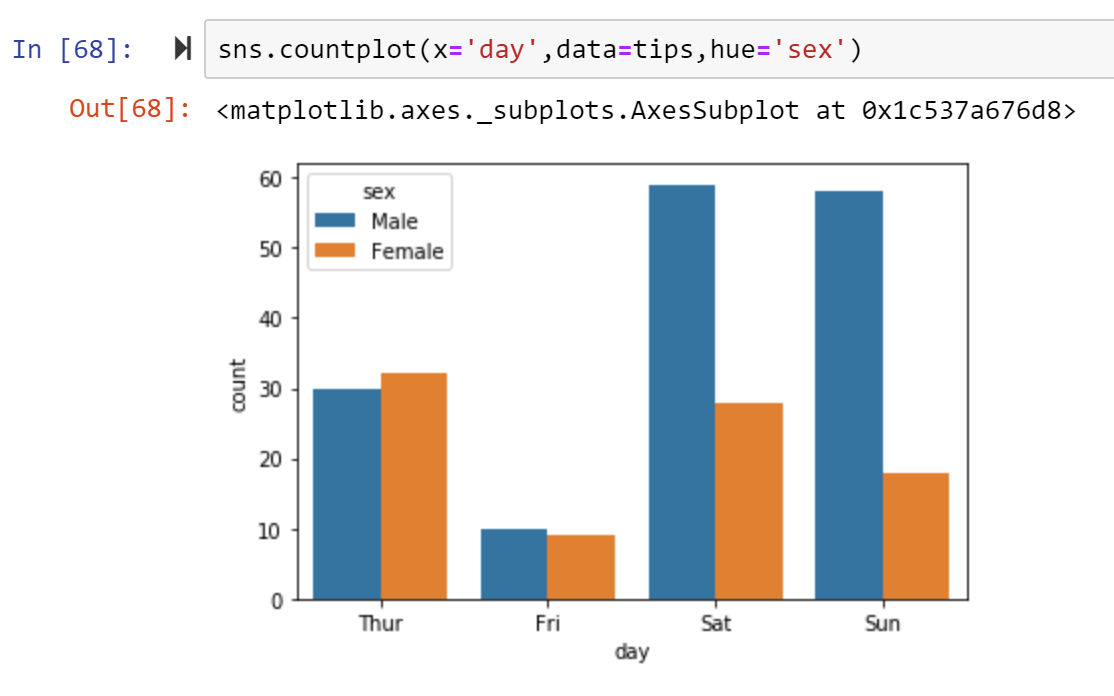 In [68]: sns.countplot(x='day',data=tips,hue='sex')
Out[68]: <matplotlib.axes._subplots.AxesSubplot at 0x1c537a676d8>
sex
Male
Female
60
50
40
30
20
10
0
count
Thur Fri Sat Sun
day